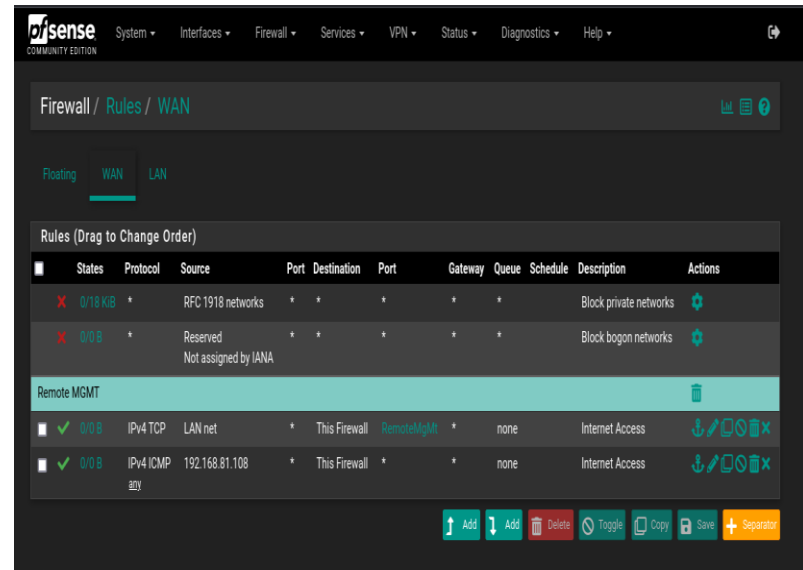 pfsense System Interfaces Firewall Services VPN Status Diagnostics Help
COMMUNITY EDITION
Firewall / Rules / WAN
Floating WAN LAN
Rules (Drag to Change Order)
States Protocol Source Port Destination Port Gateway Queue Schedule Description Actions
0/18 KiB * RFC 1918 networks * * * * * Block private networks
0/0 B * Reserved * * * * * Block bogon networks
Not assigned by IANA
Remote MGMT
0/0 B IPv4 TCP LAN net * This Firewall RemoteMgMt * none Internet Access
0/0 B IPv4 ICMP 192.168.81.108 * This Firewall * * none Internet Access
any
Add Add Delete Toggle Copy Save Separator